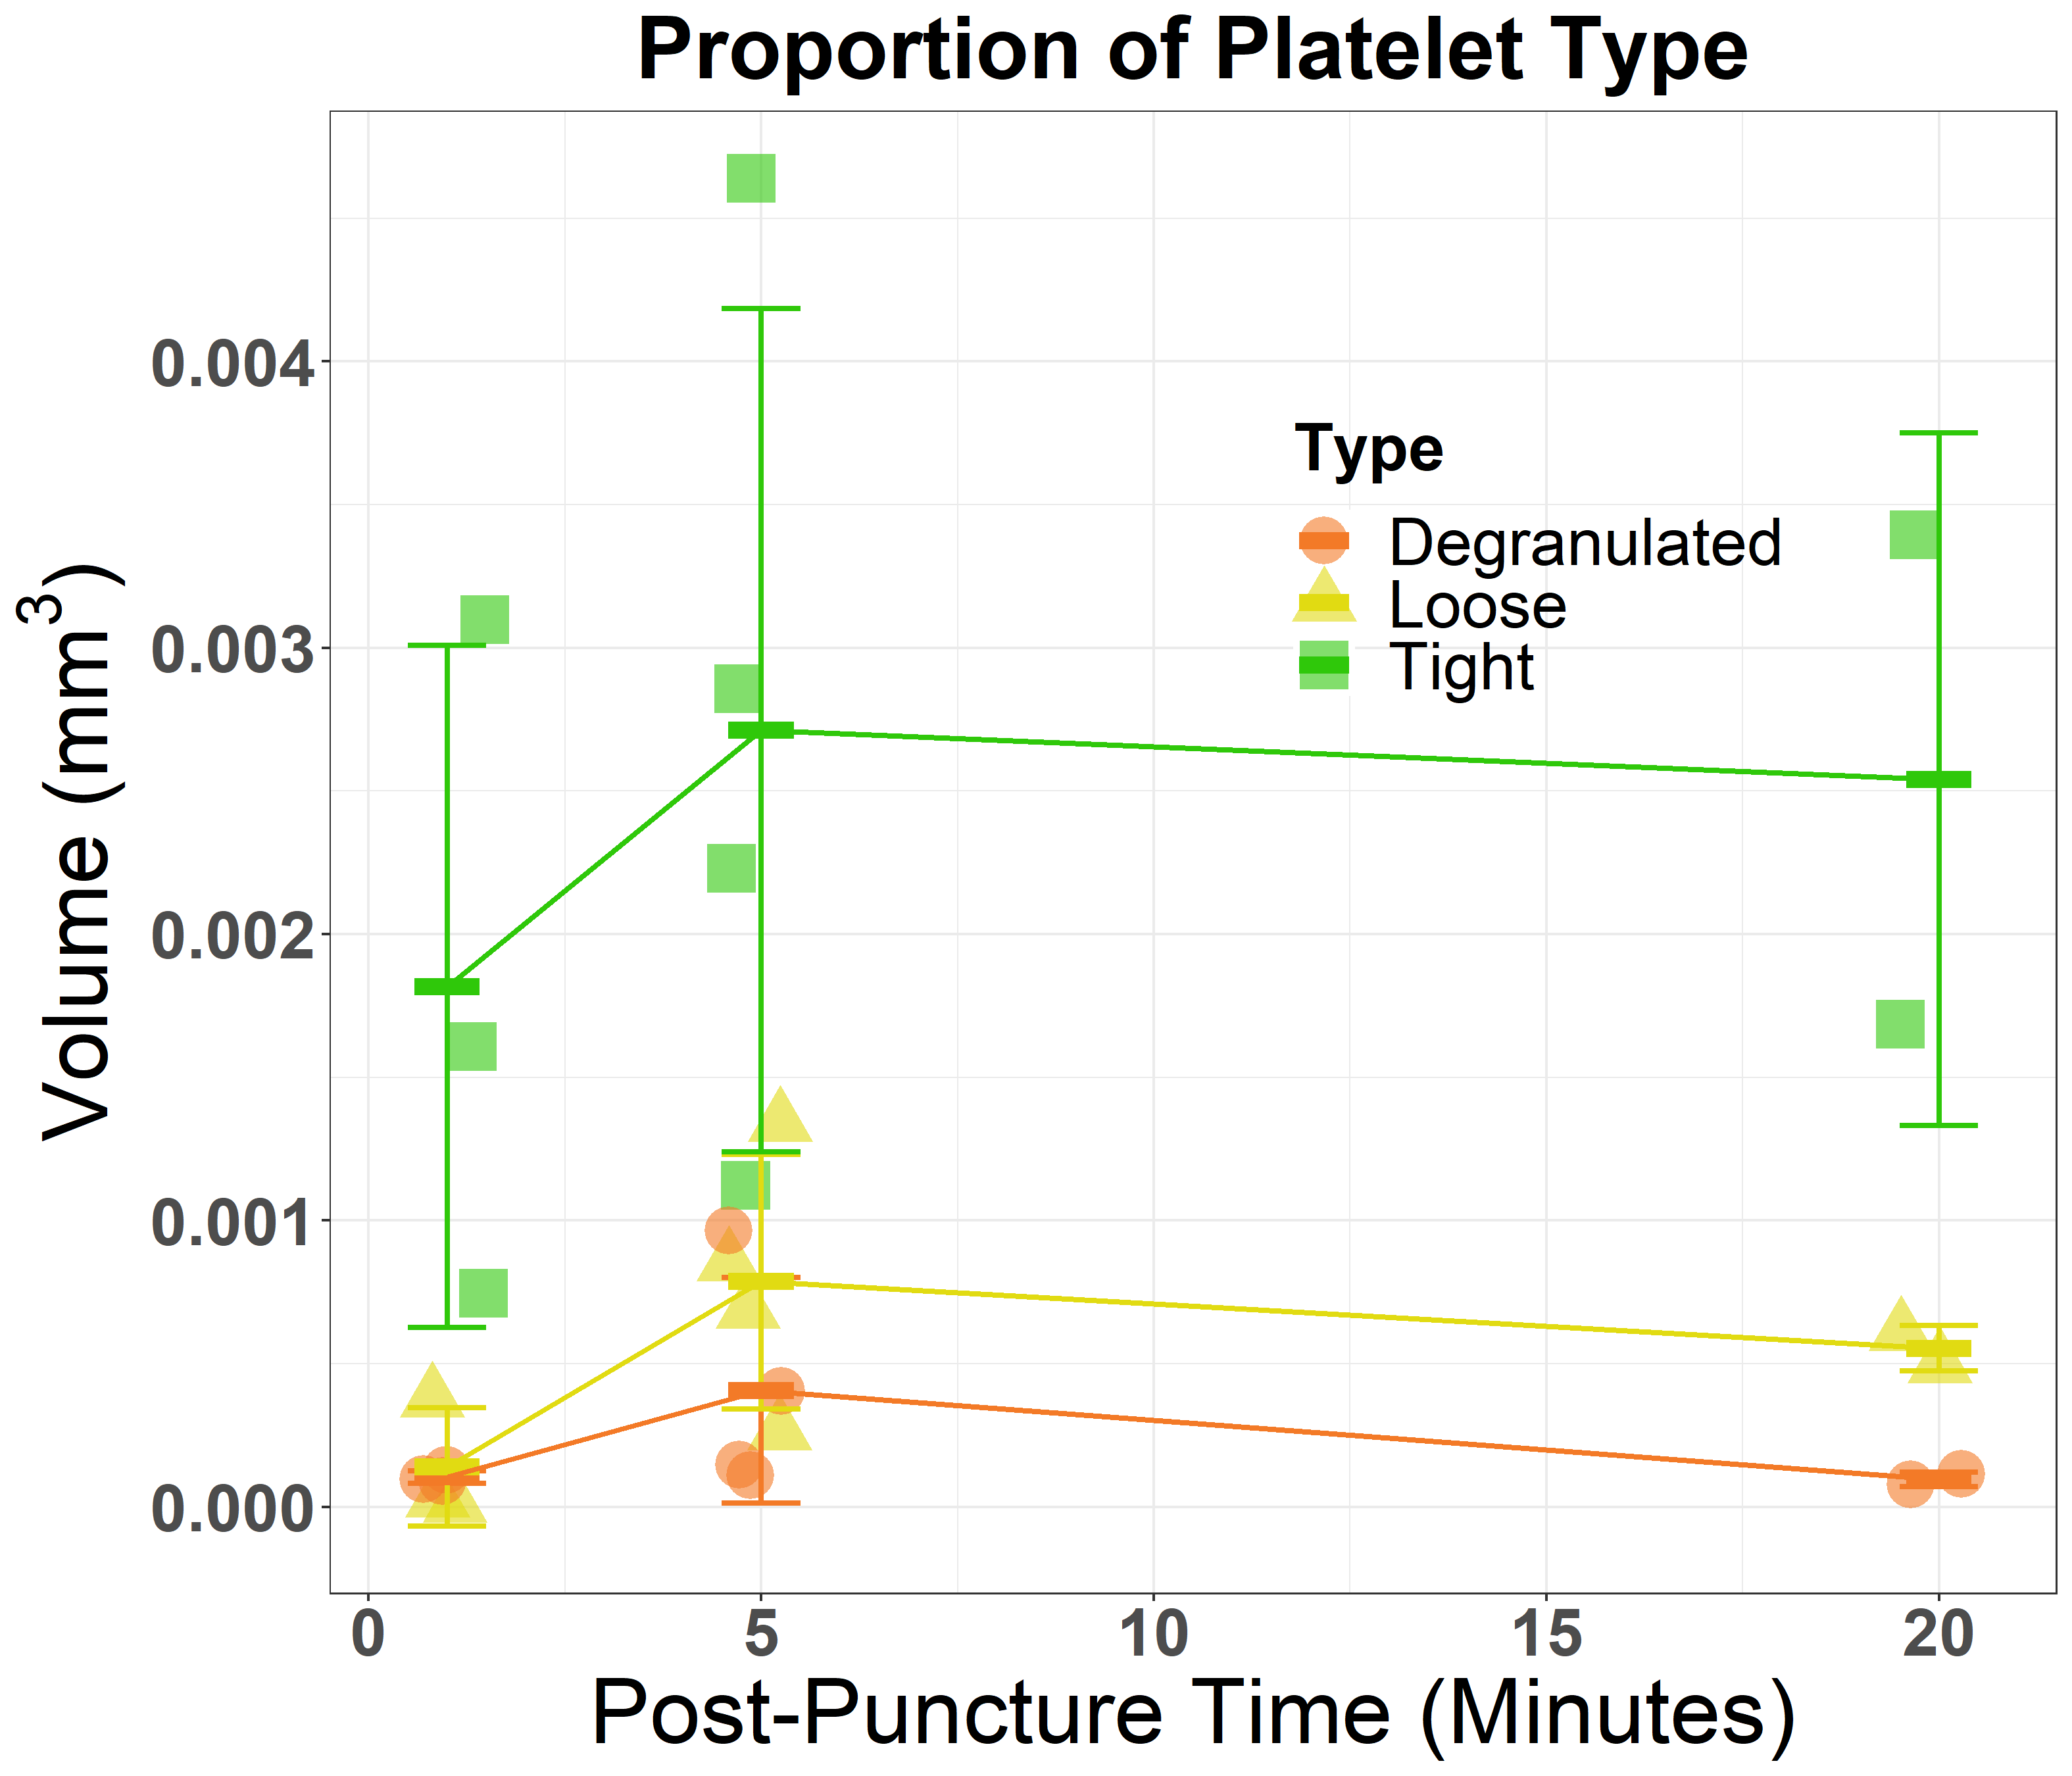 Proportion of Platelet Type
Volume (mm³)
0.004
0.003
0.002
0.001
0.000
Type
Degranulated
Loose
Tight
0 5 10 15 20
Post-Puncture Time (Minutes)